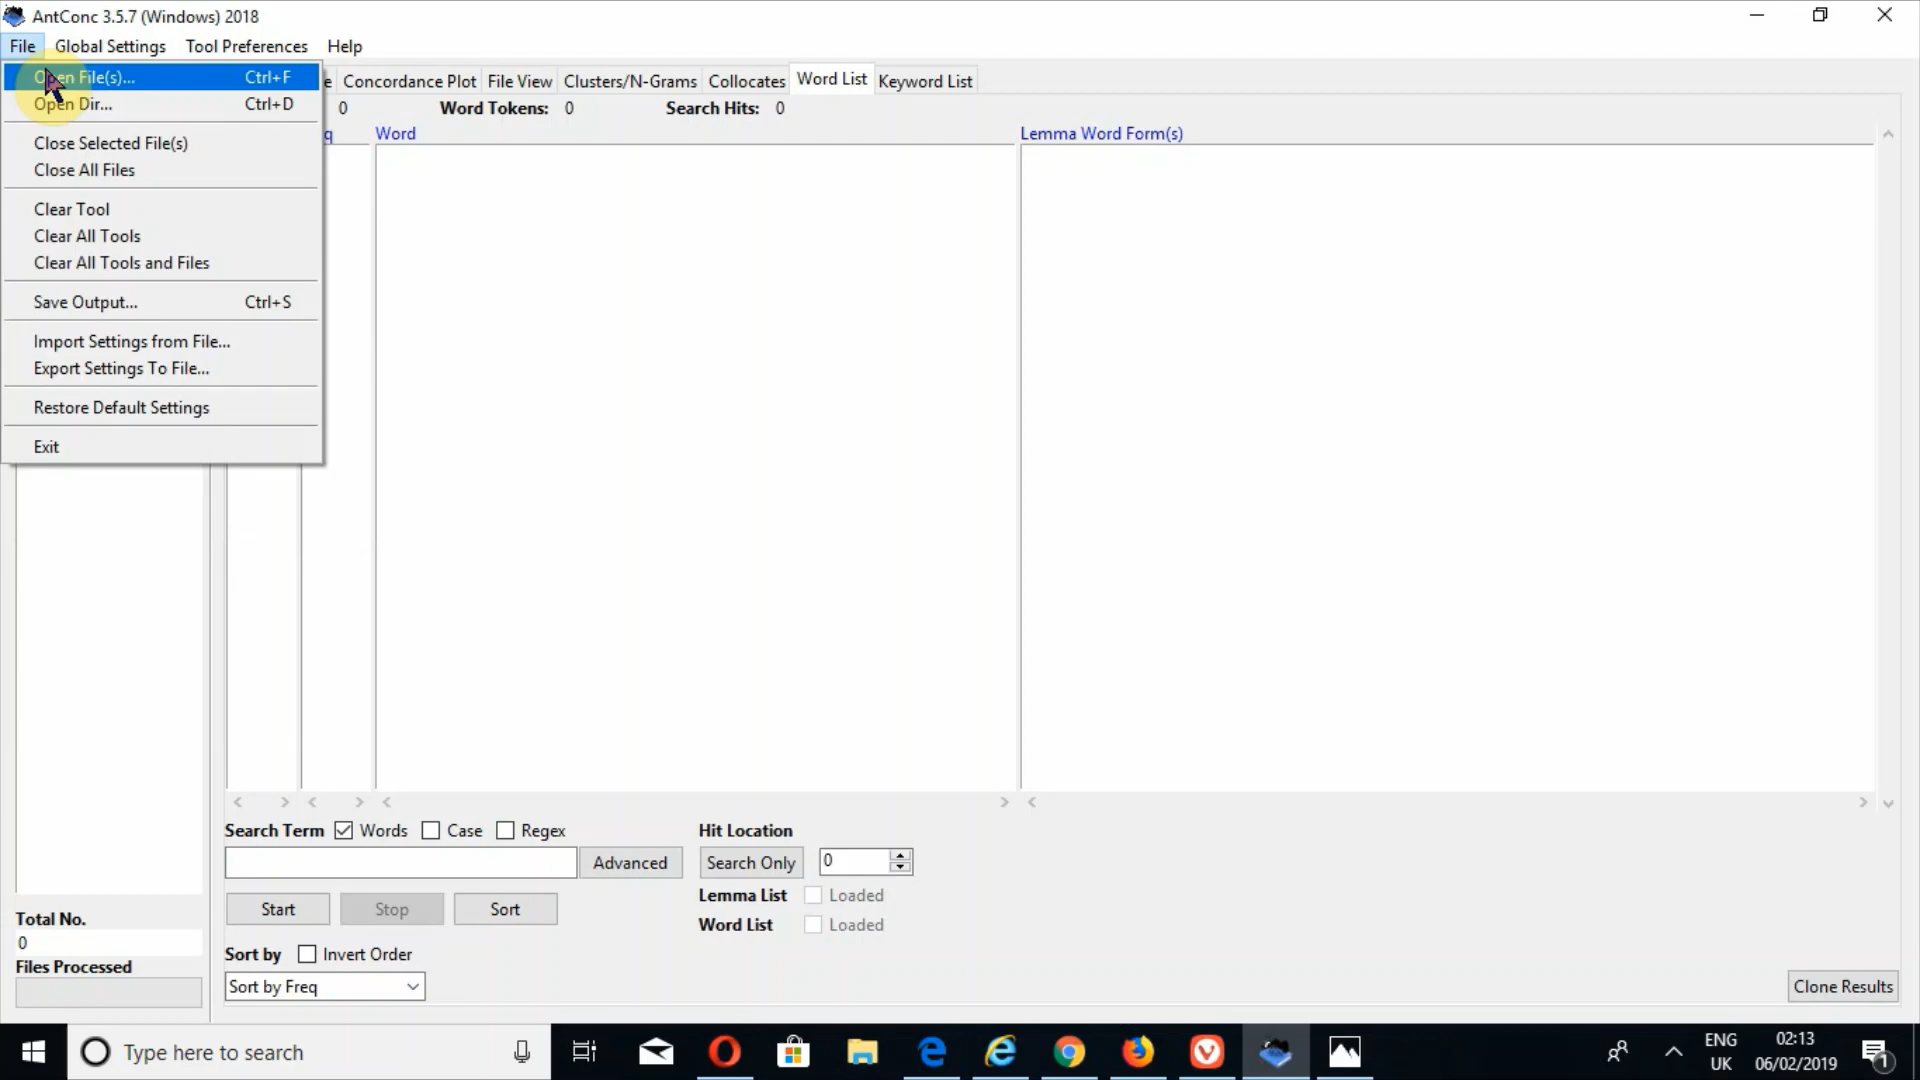 AntConc 3.5.7 (Windows) 2018
File Global Settings Tool Preferences Help
Open File(s)... Ctrl+F
Open Dir... Ctrl+D
Close Selected File(s)
Close All Files
Clear Tool
Clear All Tools
Clear All Tools and Files
Save Output... Ctrl+S
Import Settings from File...
Export Settings To File...
Restore Default Settings
Exit
e Concordance Plot File View Clusters/N-Grams Collocates Word List Keyword List
0 Word Tokens: 0 Search Hits: 0
q Word Lemma Word Form(s)
Total No.
0
Files Processed
Search Term Words Case Regex Hit Location
Advanced Search Only 0
Lemma List Loaded
Start Stop Sort
Word List Loaded
Sort by Invert Order
Sort by Freq Clone Results
Type here to search
ENG
UK
02:13
06/02/2019
1